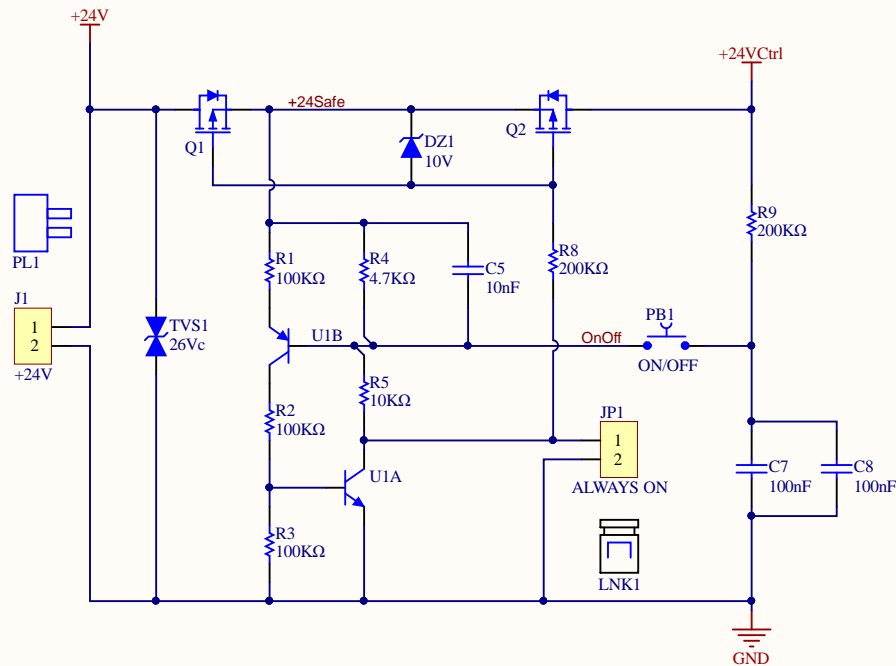 +24V
+24VCtrl
+24Safe
Q1
DZ1
10V
Q2
R9
200KΩ
PL1
R1
100KΩ
R4
4.7KΩ
C5
10nF
R8
200KΩ
J1
1
2
+24V
TVS1
26Vc
U1B
OnOff
PB1
ON/OFF
R2
100KΩ
R5
10KΩ
JP1
1
2
ALWAYS ON
U1A
C7
100nF
C8
100nF
R3
100KΩ
LNK1
GND